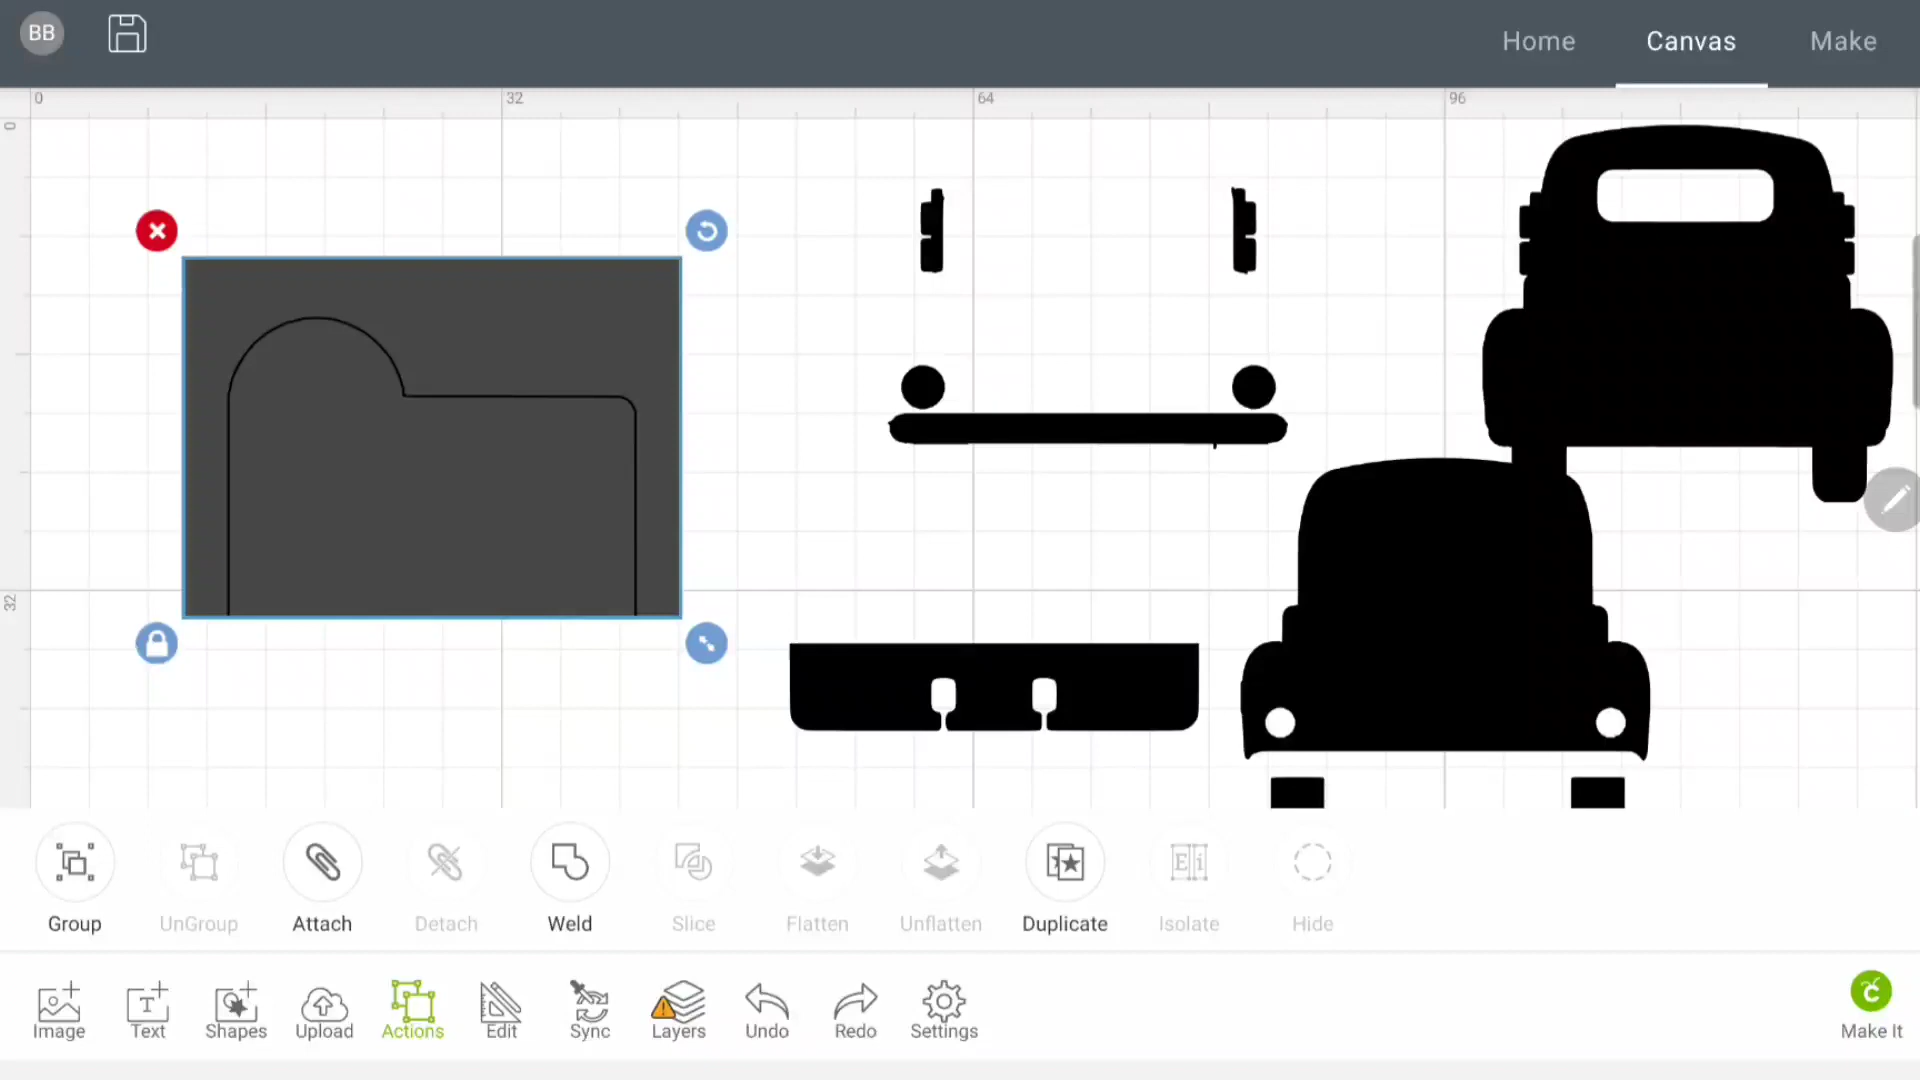 BB
Home Canvas Make
0 32 64 96
0
32
Group UnGroup Attach Detach Weld Slice Flatten Unflatten Duplicate Isolate Hide
Image Text Shapes Upload Actions Edit Sync Layers Undo Redo Settings Make It